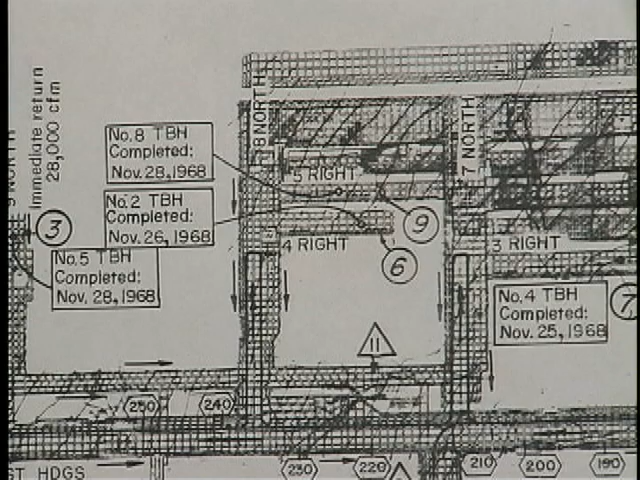 Immediate return
28,000 cfm
8 NORTH
7 NORTH
No. 8 TBH
Completed:
Nov. 28, 1968
5 RIGHT
No. 2 TBH
Completed:
Nov. 26, 1968
9
3
4 RIGHT
6
3 RIGHT
No. 5 TBH
Completed:
Nov. 28, 1968
No. 4 TBH
Completed:
Nov. 25, 1968
7
11
250
240
230
220
210
200
190
ST HDGS